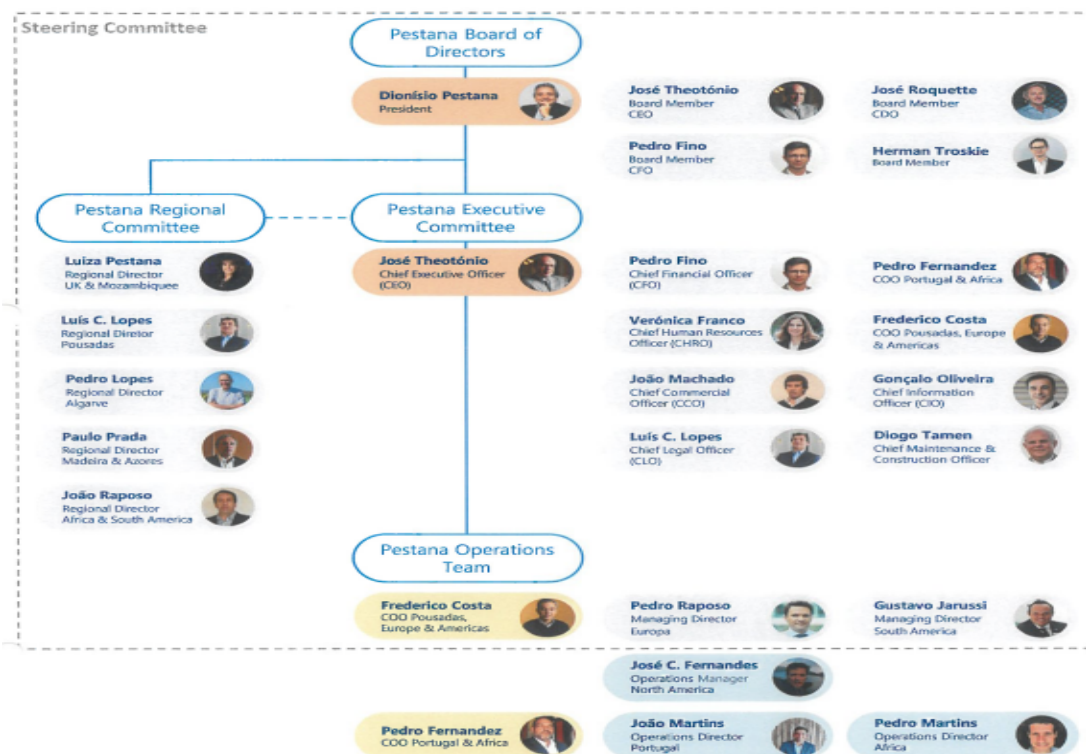 Steering Committee
Pestana Board of
Directors
Dionísio Pestana
President
José Theotónio
Board Member
CEO
José Roquette
Board Member
CDO
Pedro Fino
Board Member
CFO
Herman Troskie
Board Member
Pestana Regional
Committee
Pestana Executive
Committee
Luíza Pestana
Regional Director
UK & Mozambiquee
Luís C. Lopes
Regional Diretor
Pousadas
Pedro Lopes
Regional Director
Algarve
Paulo Prada
Regional Director
Madeira & Azores
João Raposo
Regional Director
Africa & South America
José Theotónio
Chief Executive Officer
(CEO)
Pedro Fino
Chief Financial Officer
(CFO)
Pedro Fernandez
COO Portugal & Africa
Verónica Franco
Chief Human Resources
Officer (CHRO)
Frederico Costa
COO Pousadas, Europe
& Americas
João Machado
Chief Commercial
Officer (CCO)
Gonçalo Oliveira
Chief Information
Officer (CIO)
Luís C. Lopes
Chief Legal Officer
(CLO)
Diogo Tamen
Chief Maintenance &
Construction Officer
Pestana Operations
Team
Frederico Costa
COO Pousadas,
Europe & Americas
Pedro Raposo
Managing Director
Europa
Gustavo Jarussi
Managing Director
South America
José C. Fernandes
Operations Manager
North America
Pedro Fernandez
COO Portugal & Africa
João Martins
Operations Director
Portugal
Pedro Martins
Operations Director
Africa